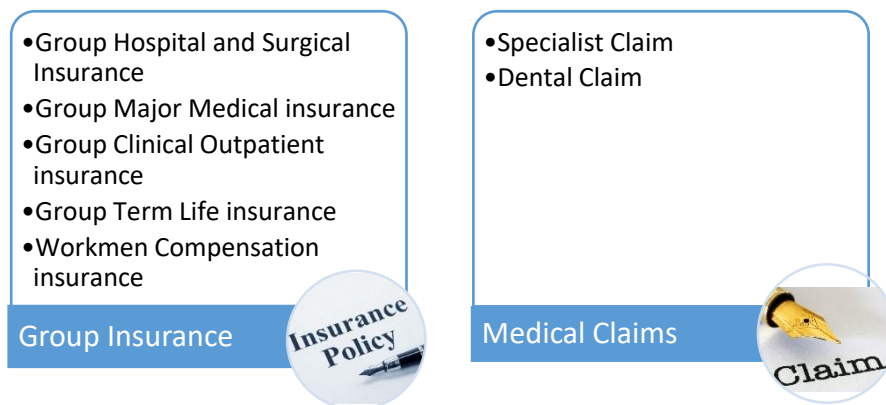 •Group Hospital and Surgical
Insurance
•Group Major Medical insurance
•Group Clinical Outpatient
insurance
•Group Term Life insurance
•Workmen Compensation
insurance
Group Insurance
Insurance
Policy
•Specialist Claim
•Dental Claim
Medical Claims
Claim